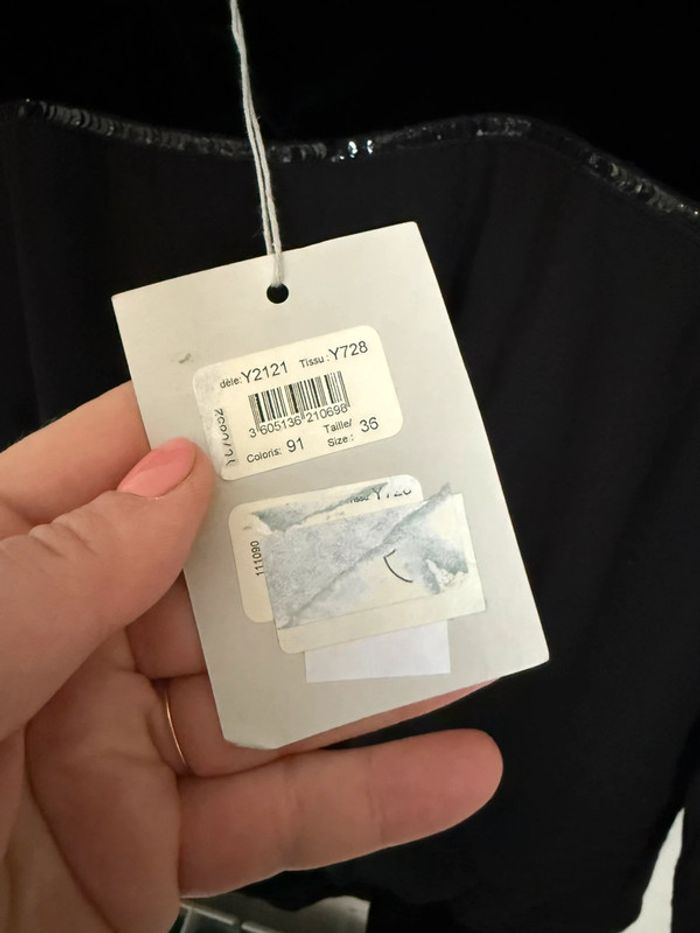 dèle: Y2121 Tissu: Y728
3 605136 210698
Coloris: 91 Taille/
Size: 36
111090